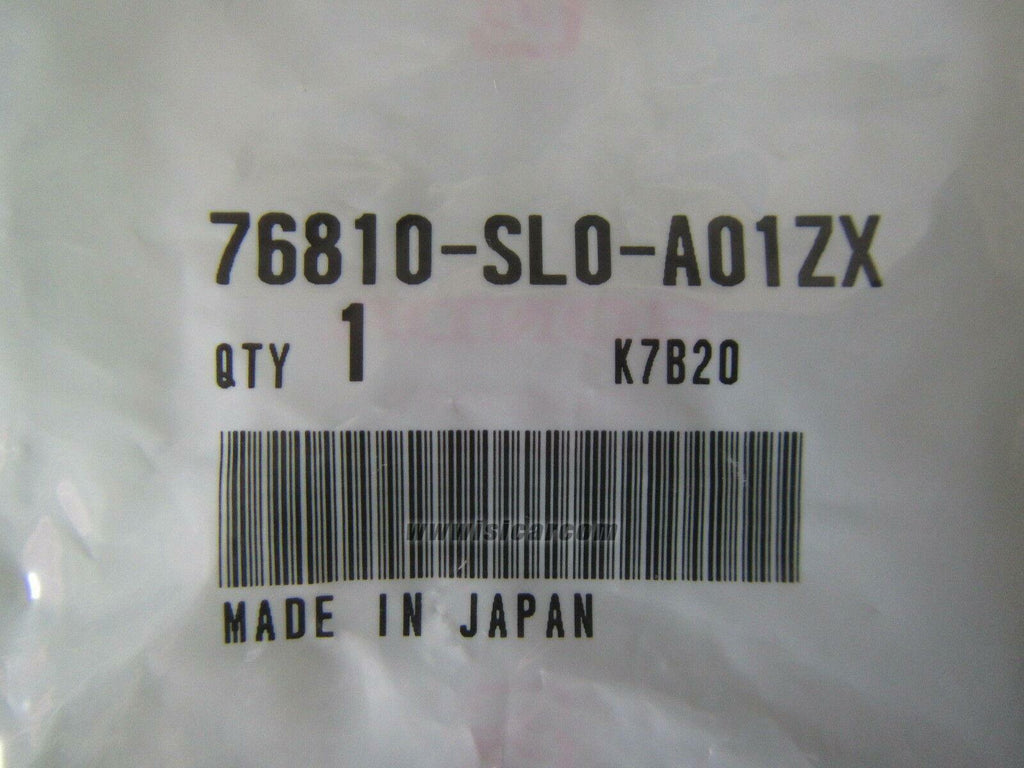 76810-SL0-A01ZX
QTY 1 K7B20
www.isicar.com
MADE IN JAPAN